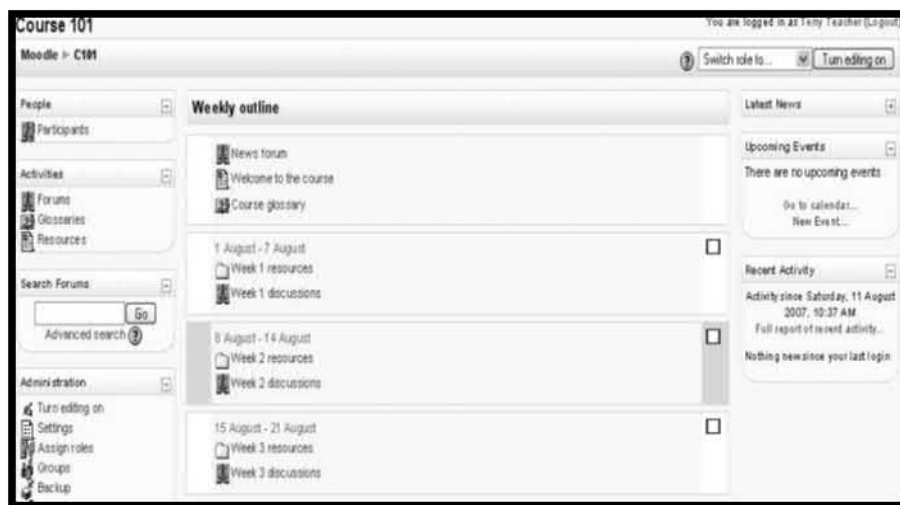 Course 101
You are logged in as Terry Teacher (Logout)
Moodle ► C101
Switch role to...
Turn editing on
People
Participants
Activities
Forums
Glossaries
Resources
Search Forums
Go
Advanced search ?
Administration
Turn editing on
Settings
Assign roles
Groups
Backup
Weekly outline
News forum
Welcome to the course
Course glossary
1 August - 7 August
Week 1 resources
Week 1 discussions
8 August - 14 August
Week 2 resources
Week 2 discussions
15 August - 21 August
Week 3 resources
Week 3 discussions
Latest News
Upcoming Events
There are no upcoming events
Go to calendar...
New Event...
Recent Activity
Activity since Saturday, 11 August
2007, 10:37 AM
Full report of recent activity...
Nothing new since your last login